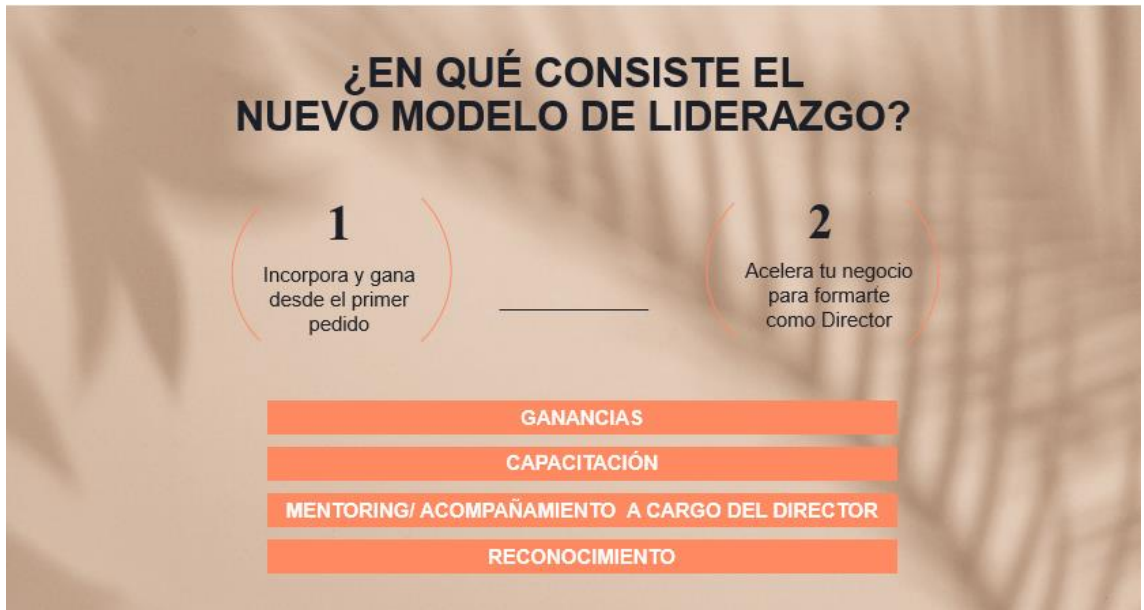 ¿EN QUÉ CONSISTE EL
NUEVO MODELO DE LIDERAZGO?
1
Incorpora y gana
desde el primer
pedido
2
Acelera tu negocio
para formarte
como Director
GANANCIAS
CAPACITACIÓN
MENTORING/ ACOMPAÑAMIENTO A CARGO DEL DIRECTOR
RECONOCIMIENTO